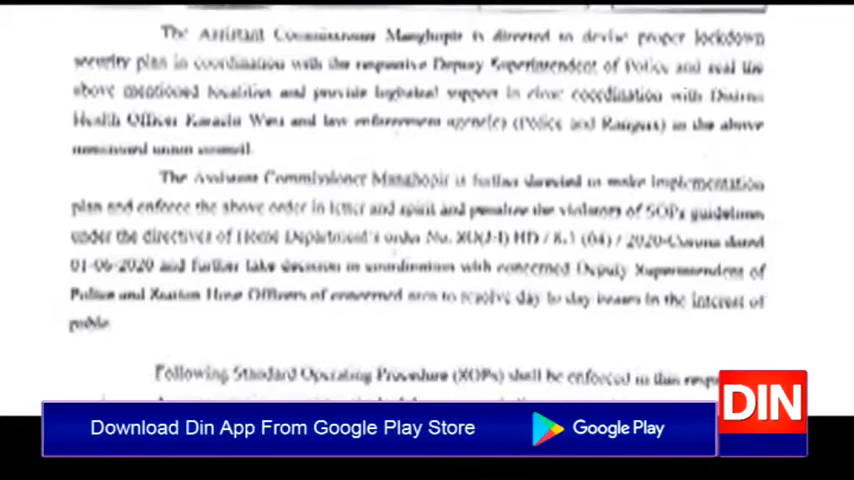 The Assistant Commissioner Manghopir is directed to devise proper lockdown
security plan in coordination with the respective Deputy Superintendent of Police and seal the
above mentioned localities and provide logistical support in close coordination with District
Health Officer Karachi West and law enforcement agencies (Police and Rangers) in the above
mentioned union council.
The Assistant Commissioner Manghopir is further directed to make implementation
plan and enforce the above order in letter and spirit and penalize the violators of SOPs guidelines
under the directives of Home Department's order No. 2020-Corona dated
01-06-2020 and further take decision in coordination with concerned Deputy Superintendent of
Police and Station House Officers of concerned area to resolve day to day issues in the interest of
public
Following Standard Operating Procedure (SOPs) shall be enforced in this
Download Din App From Google Play Store
Google Play
DIN